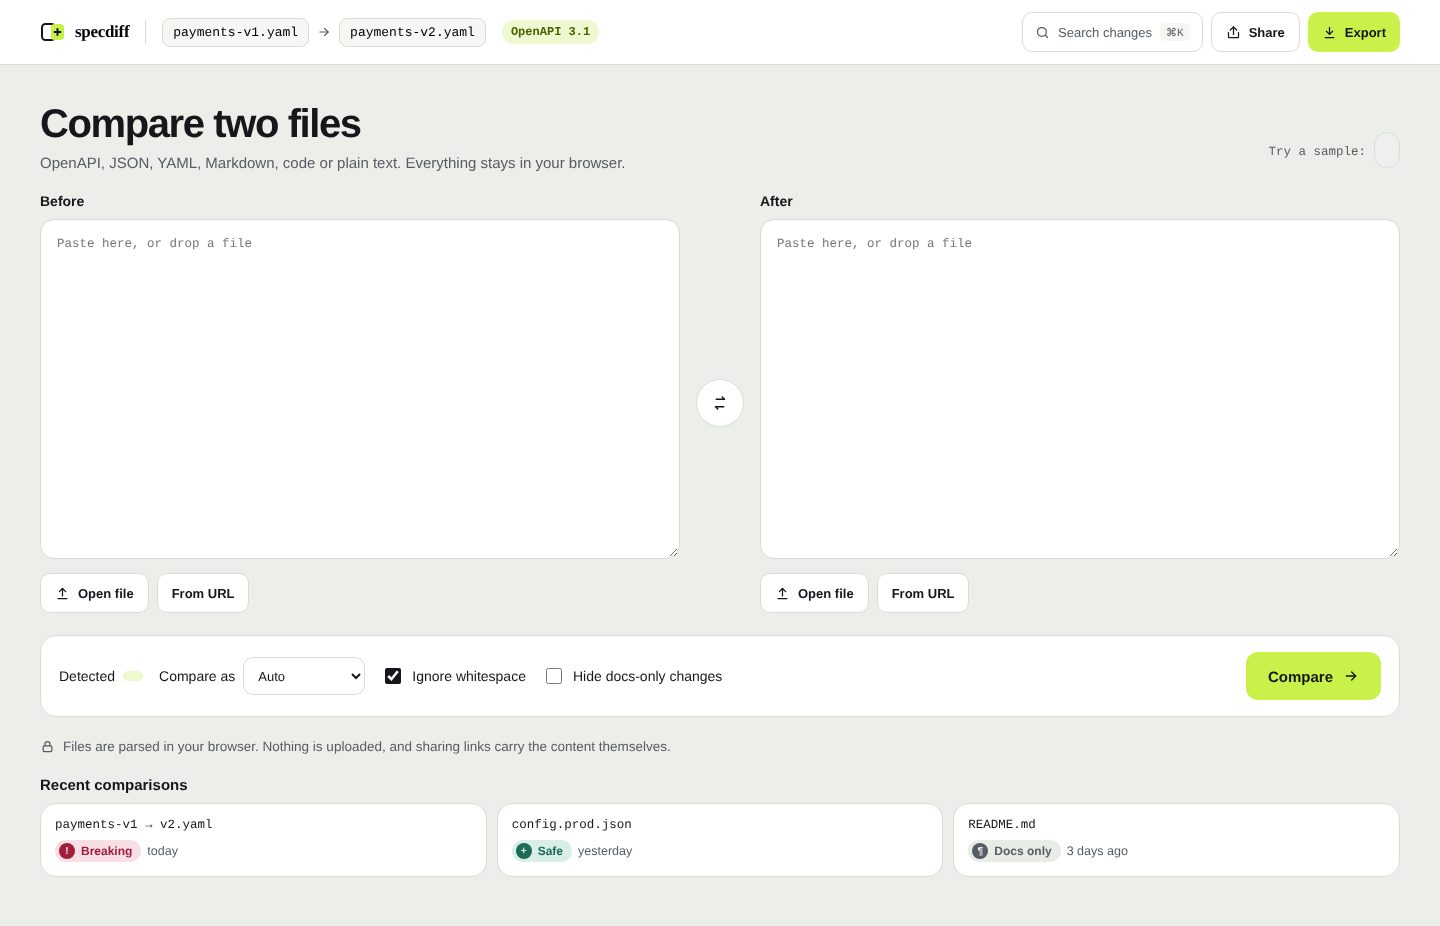 specdiff payments-v1.yaml → payments-v2.yaml OpenAPI 3.1 Search changes ⌘K Share Export
Compare two files
OpenAPI, JSON, YAML, Markdown, code or plain text. Everything stays in your browser.
Try a sample:
Before After
Paste here, or drop a file Paste here, or drop a file
Open file From URL Open file From URL
Detected Compare as Auto Ignore whitespace Hide docs-only changes Compare →
Files are parsed in your browser. Nothing is uploaded, and sharing links carry the content themselves.
Recent comparisons
payments-v1 → v2.yaml config.prod.json README.md
! Breaking today + Safe yesterday ¶ Docs only 3 days ago